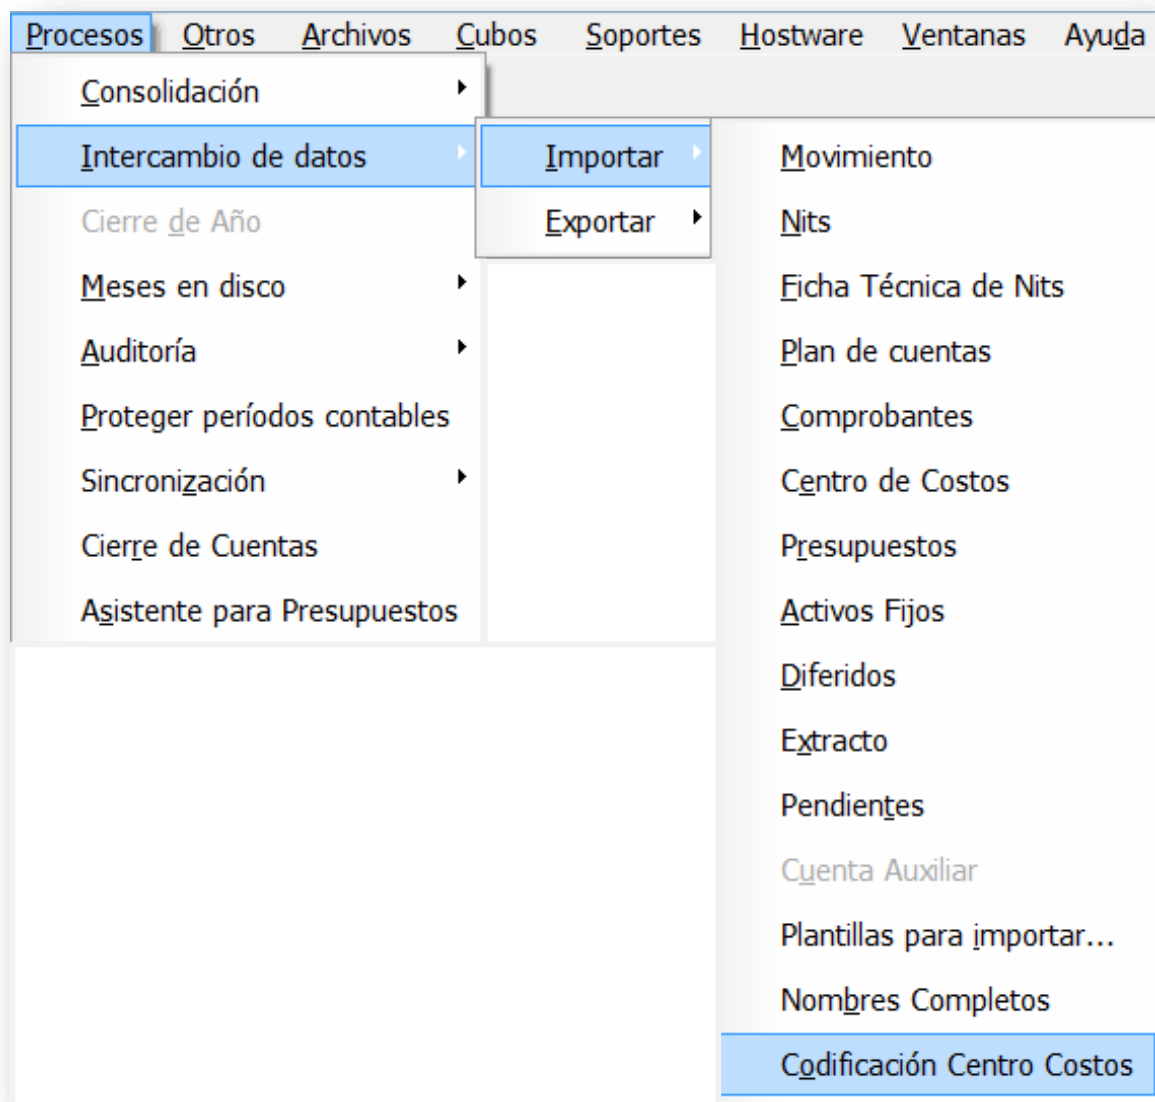 Procesos Otros Archivos Cubos Soportes Hostware Ventanas Ayuda
Consolidación
Intercambio de datos
Cierre de Año
Meses en disco
Auditoría
Proteger períodos contables
Sincronización
Cierre de Cuentas
Asistente para Presupuestos
Importar
Exportar
Movimiento
Nits
Ficha Técnica de Nits
Plan de cuentas
Comprobantes
Centro de Costos
Presupuestos
Activos Fijos
Diferidos
Extracto
Pendientes
Cuenta Auxiliar
Plantillas para importar...
Nombres Completos
Codificación Centro Costos